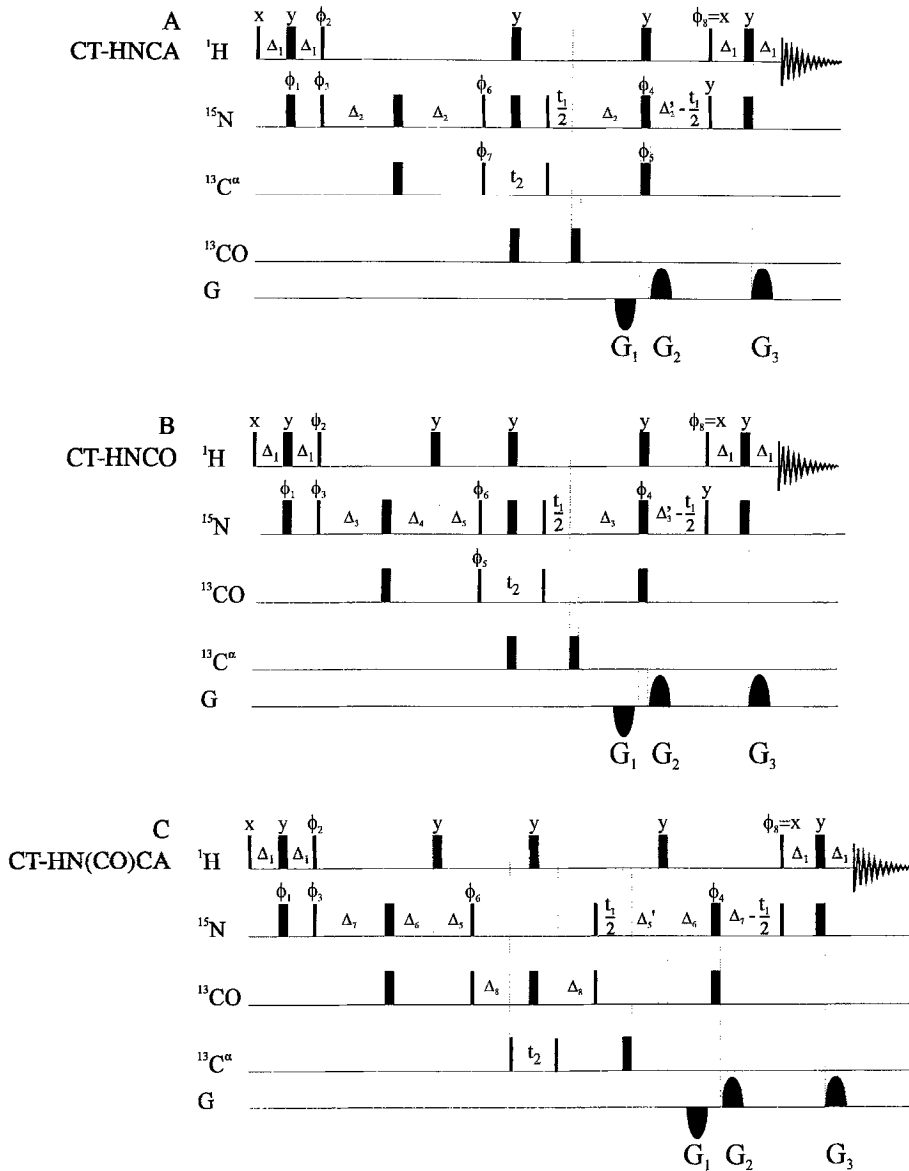 A
CT-HNCA
x y ϕ₂ y y ϕ₈=x y
¹H Δ₁ Δ₁ Δ₁ Δ₁
ϕ₁ ϕ₃ ϕ₆ ϕ₄ y
¹⁵N Δ₂ Δ₂ t₁/2 Δ₂ Δ₂'-t₁/2
ϕ₇ ϕ₅
¹³Cᵅ t₂
¹³CO
G
G₁ G₂ G₃
B
CT-HNCO
x y ϕ₂ y y y ϕ₈=x y
¹H Δ₁ Δ₁ Δ₁ Δ₁
ϕ₁ ϕ₃ ϕ₆ ϕ₄ y
¹⁵N Δ₃ Δ₄ Δ₅ t₁/2 Δ₃ Δ₃'-t₁/2
ϕ₅
¹³CO t₂
¹³Cᵅ
G
G₁ G₂ G₃
C
CT-HN(CO)CA
x y ϕ₂ y y y ϕ₈=x y
¹H Δ₁ Δ₁ Δ₁ Δ₁
ϕ₁ ϕ₃ ϕ₆ ϕ₄
¹⁵N Δ₇ Δ₆ Δ₅ t₁/2 Δ₅' Δ₆ Δ₇-t₁/2
¹³CO Δ₈ Δ₈
¹³Cᵅ t₂
G
G₁ G₂ G₃